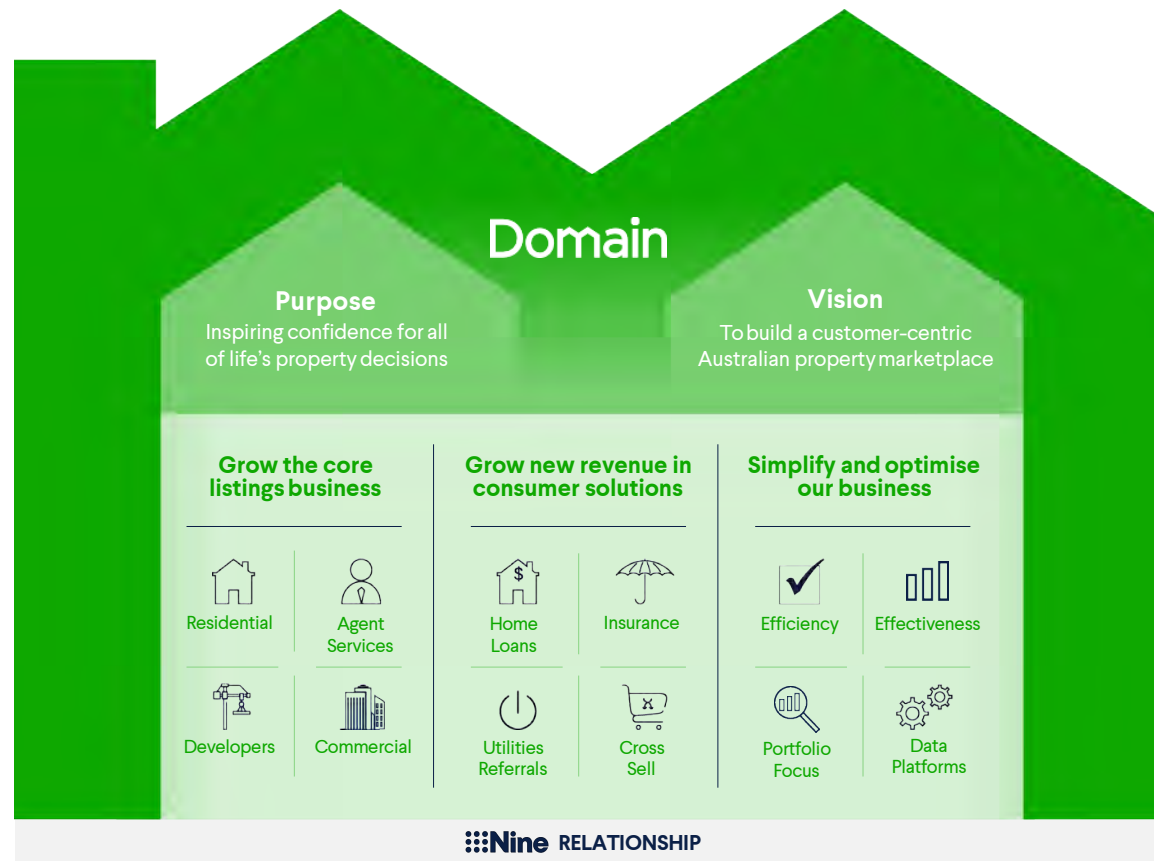 Domain
Purpose
Inspiring confidence for all
of life's property decisions
Vision
To build a customer-centric
Australian property marketplace
Grow the core
listings business
Residential
Agent
Services
Developers
Commercial
Grow new revenue in
consumer solutions
$
Home
Loans
Insurance
Utilities
Referrals
Cross
Sell
Simplify and optimise
our business
Efficiency
Effectiveness
Portfolio
Focus
Data
Platforms
Nine RELATIONSHIP